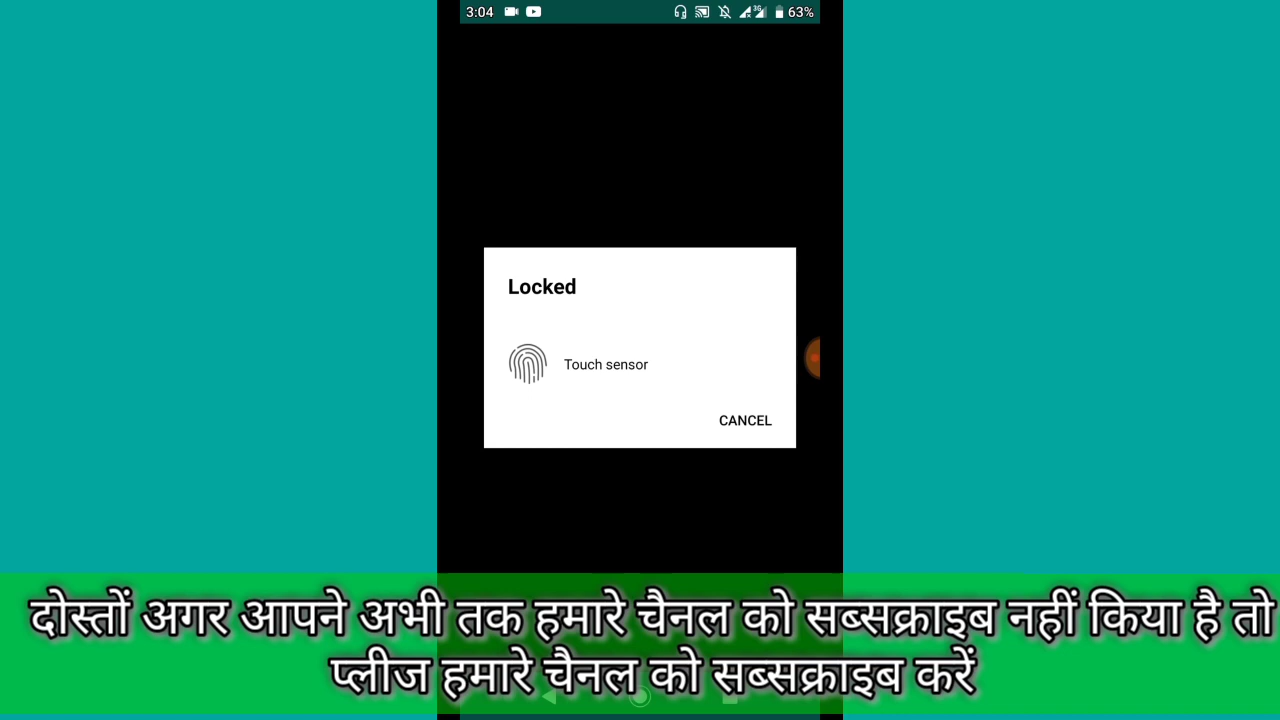 3:04 3G 63%
Locked
Touch sensor
CANCEL
दोस्तों अगर आपने अभी तक हमारे चैनल को सब्सक्राइब नहीं किया है तो
प्लीज हमारे चैनल को सब्सक्राइब करें